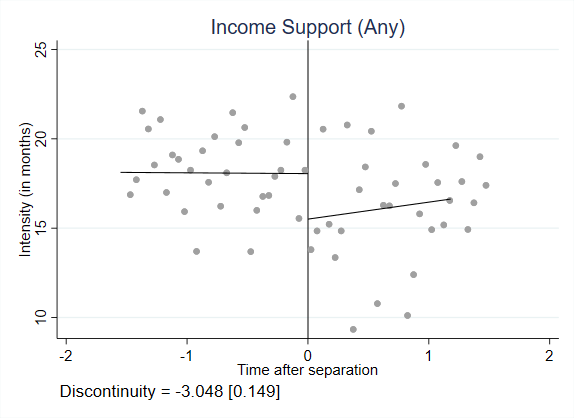 Income Support (Any)
Intensity (in months)
25
20
15
10
-2
-1
0
1
2
Time after separation
Discontinuity = -3.048 [0.149]